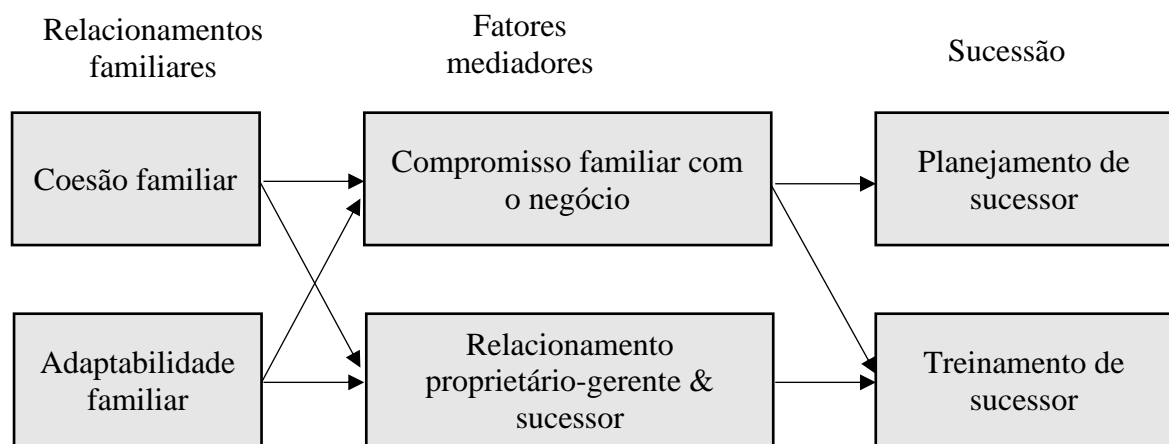 Relacionamentos
familiares
Fatores
mediadores
Sucessão
Coesão familiar
Compromisso familiar com
o negócio
Planejamento de
sucessor
Adaptabilidade
familiar
Relacionamento
proprietário-gerente &
sucessor
Treinamento de
sucessor